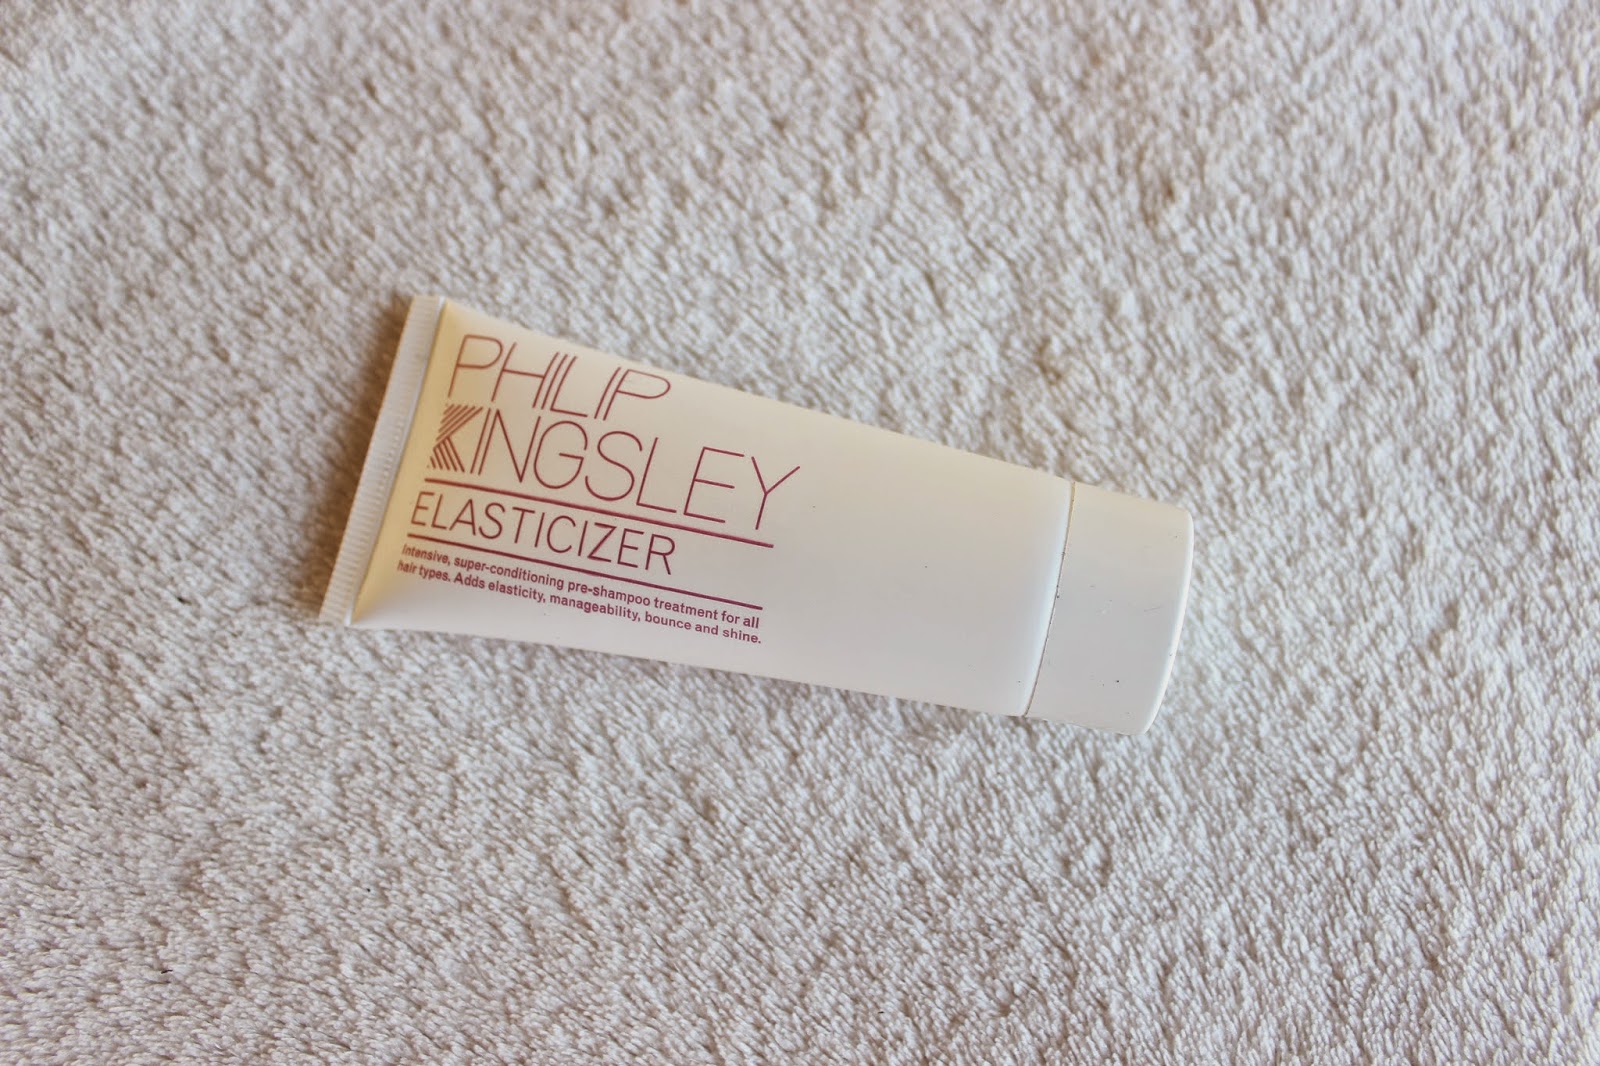 PHILIP
KINGSLEY
ELASTICIZER
Intensive, super-conditioning pre-shampoo treatment for all
hair types. Adds elasticity, manageability, bounce and shine.